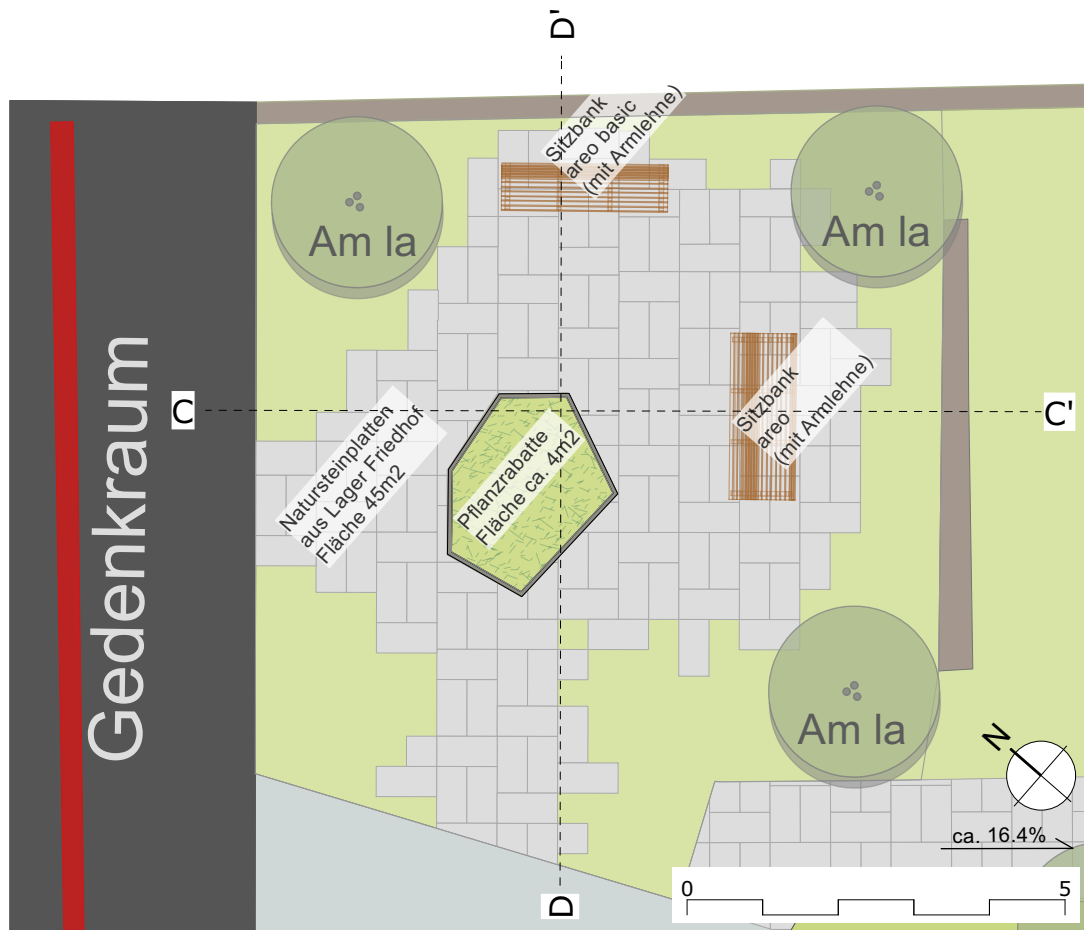 D'
Sitzbank
areo basic
(mit Armlehne)
Am la
Am la
Gedenkraum
C
C'
Natursteinplatten
aus Lager Friedhof
Fläche 45m2
Pflanzrabatte
Fläche ca. 4m2
Sitzbank
areo
(mit Armlehne)
Am la
N
ca. 16.4%
0
5
D